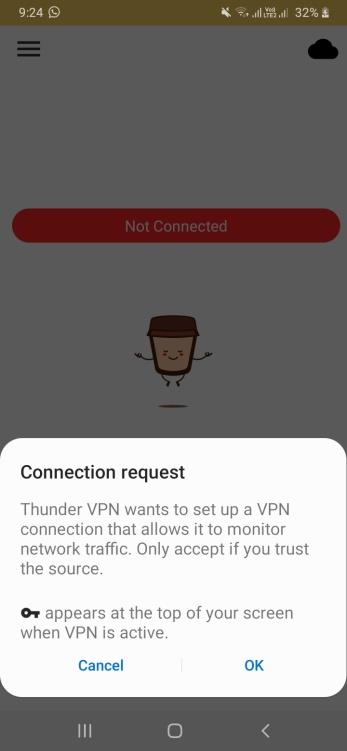 9:24 32%
Not Connected
Connection request
Thunder VPN wants to set up a VPN
connection that allows it to monitor
network traffic. Only accept if you trust
the source.
appears at the top of your screen
when VPN is active.
Cancel OK